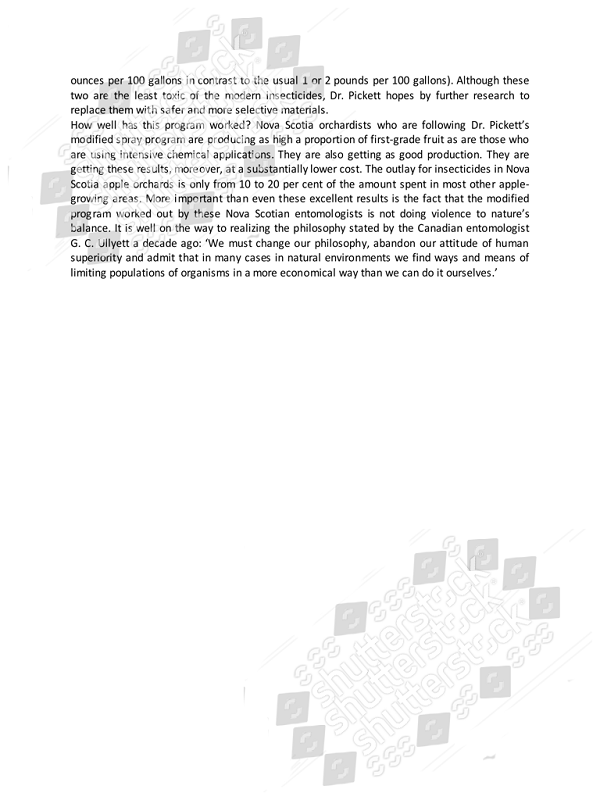 ounces per 100 gallons in contrast to the usual 1 or 2 pounds per 100 gallons). Although these
two are the least toxic of the modern insecticides, Dr. Pickett hopes by further research to
replace them with safer and more selective materials.
How well has this program worked? Nova Scotia orchardists who are following Dr. Pickett’s
modified spray program are producing as high a proportion of first-grade fruit as are those who
are using intensive chemical applications. They are also getting as good production. They are
getting these results, moreover, at a substantially lower cost. The outlay for insecticides in Nova
Scotia apple orchards is only from 10 to 20 per cent of the amount spent in most other apple-
growing areas. More important than even these excellent results is the fact that the modified
program worked out by these Nova Scotian entomologists is not doing violence to nature’s
balance. It is well on the way to realizing the philosophy stated by the Canadian entomologist
G. C. Ullyett a decade ago: ‘We must change our philosophy, abandon our attitude of human
superiority and admit that in many cases in natural environments we find ways and means of
limiting populations of organisms in a more economical way than we can do it ourselves.’
shutterstock
shutterstock
shutterstock